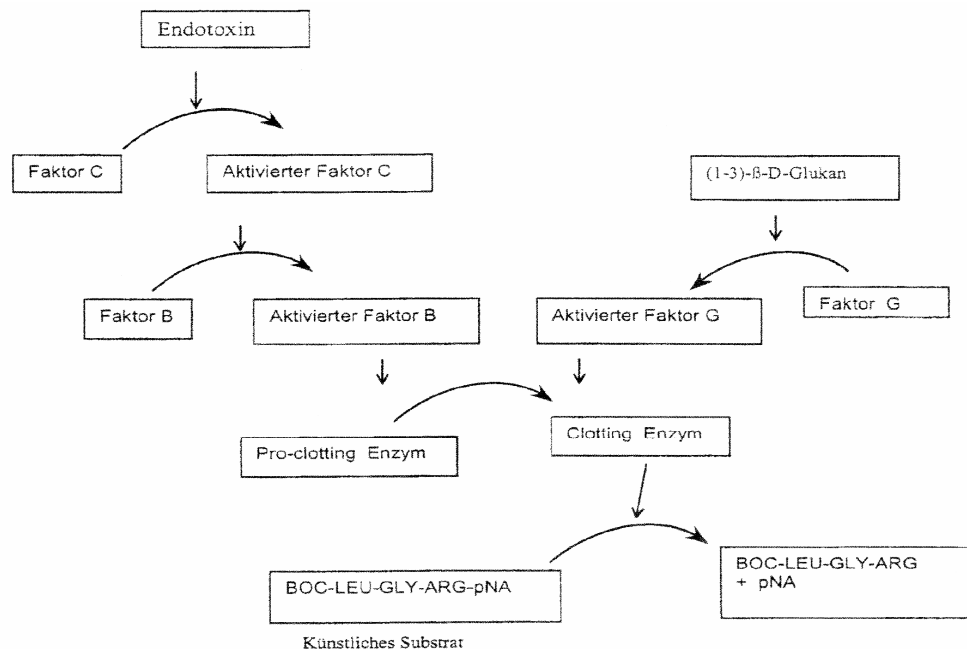 Endotoxin
Faktor C
Aktivierter Faktor C
(1-3)-ß-D-Glukan
Faktor B
Aktivierter Faktor B
Aktivierter Faktor G
Faktor G
Pro-clotting Enzym
Clotting Enzym
BOC-LEU-GLY-ARG-pNA
BOC-LEU-GLY-ARG
+ pNA
Künstliches Substrat